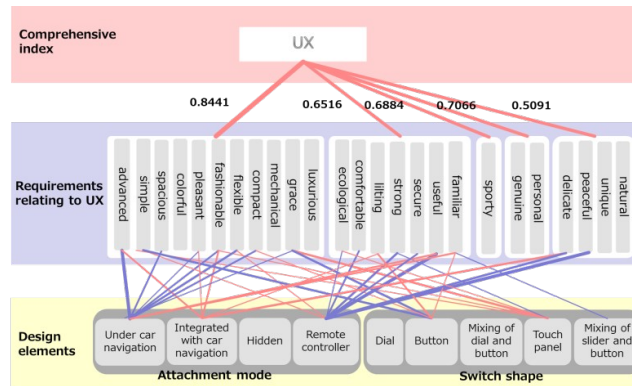 Comprehensive
index
UX
0.8441
0.6516
0.6884
0.7066
0.5091
Requirements
relating to UX
advanced
simple
spacious
colorful
pleasant
fashionable
flexible
compact
mechanical
grace
luxurious
ecological
comfortable
lilting
strong
secure
useful
familiar
sporty
genuine
personal
delicate
peaceful
unique
natural
Design
elements
Under car
navigation
Integrated
with car
navigation
Hidden
Remote
controller
Dial
Button
Mixing of
dial and
button
Touch
panel
Mixing of
slider and
button
Attachment mode
Switch shape